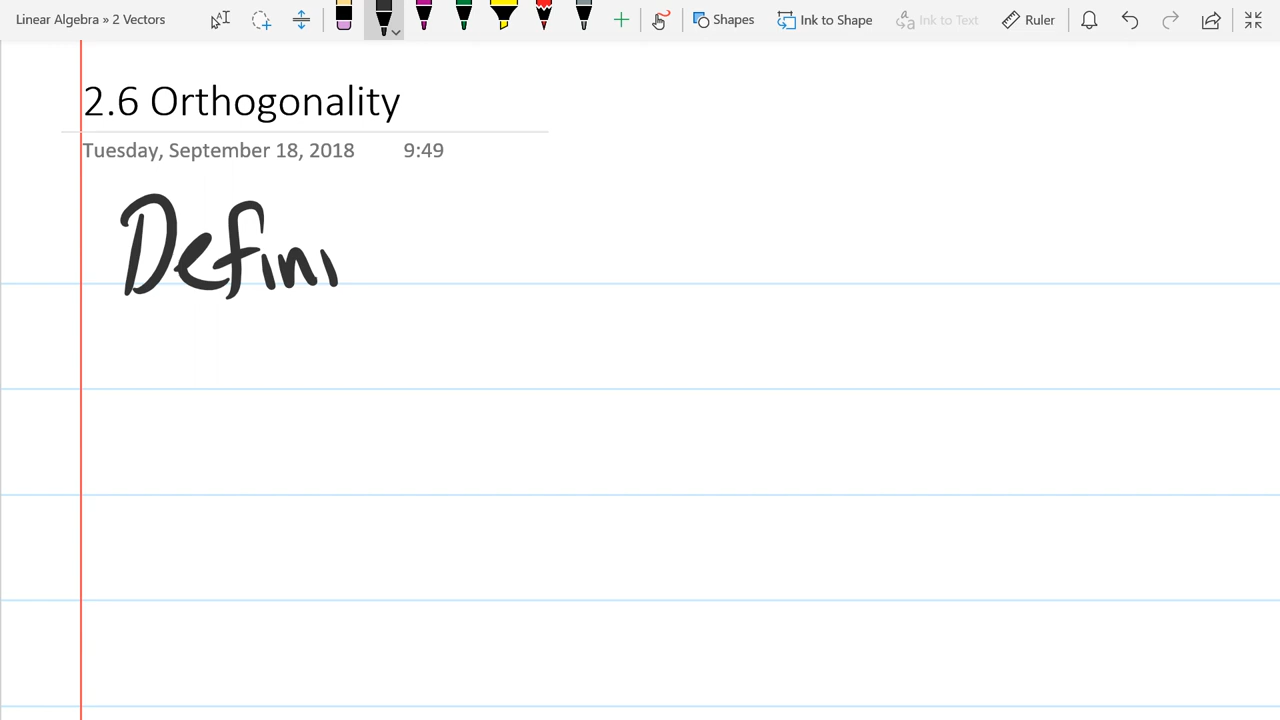 Linear Algebra » 2 Vectors Shapes Ink to Shape Ink to Text Ruler
2.6 Orthogonality
Tuesday, September 18, 2018 9:49
Defini